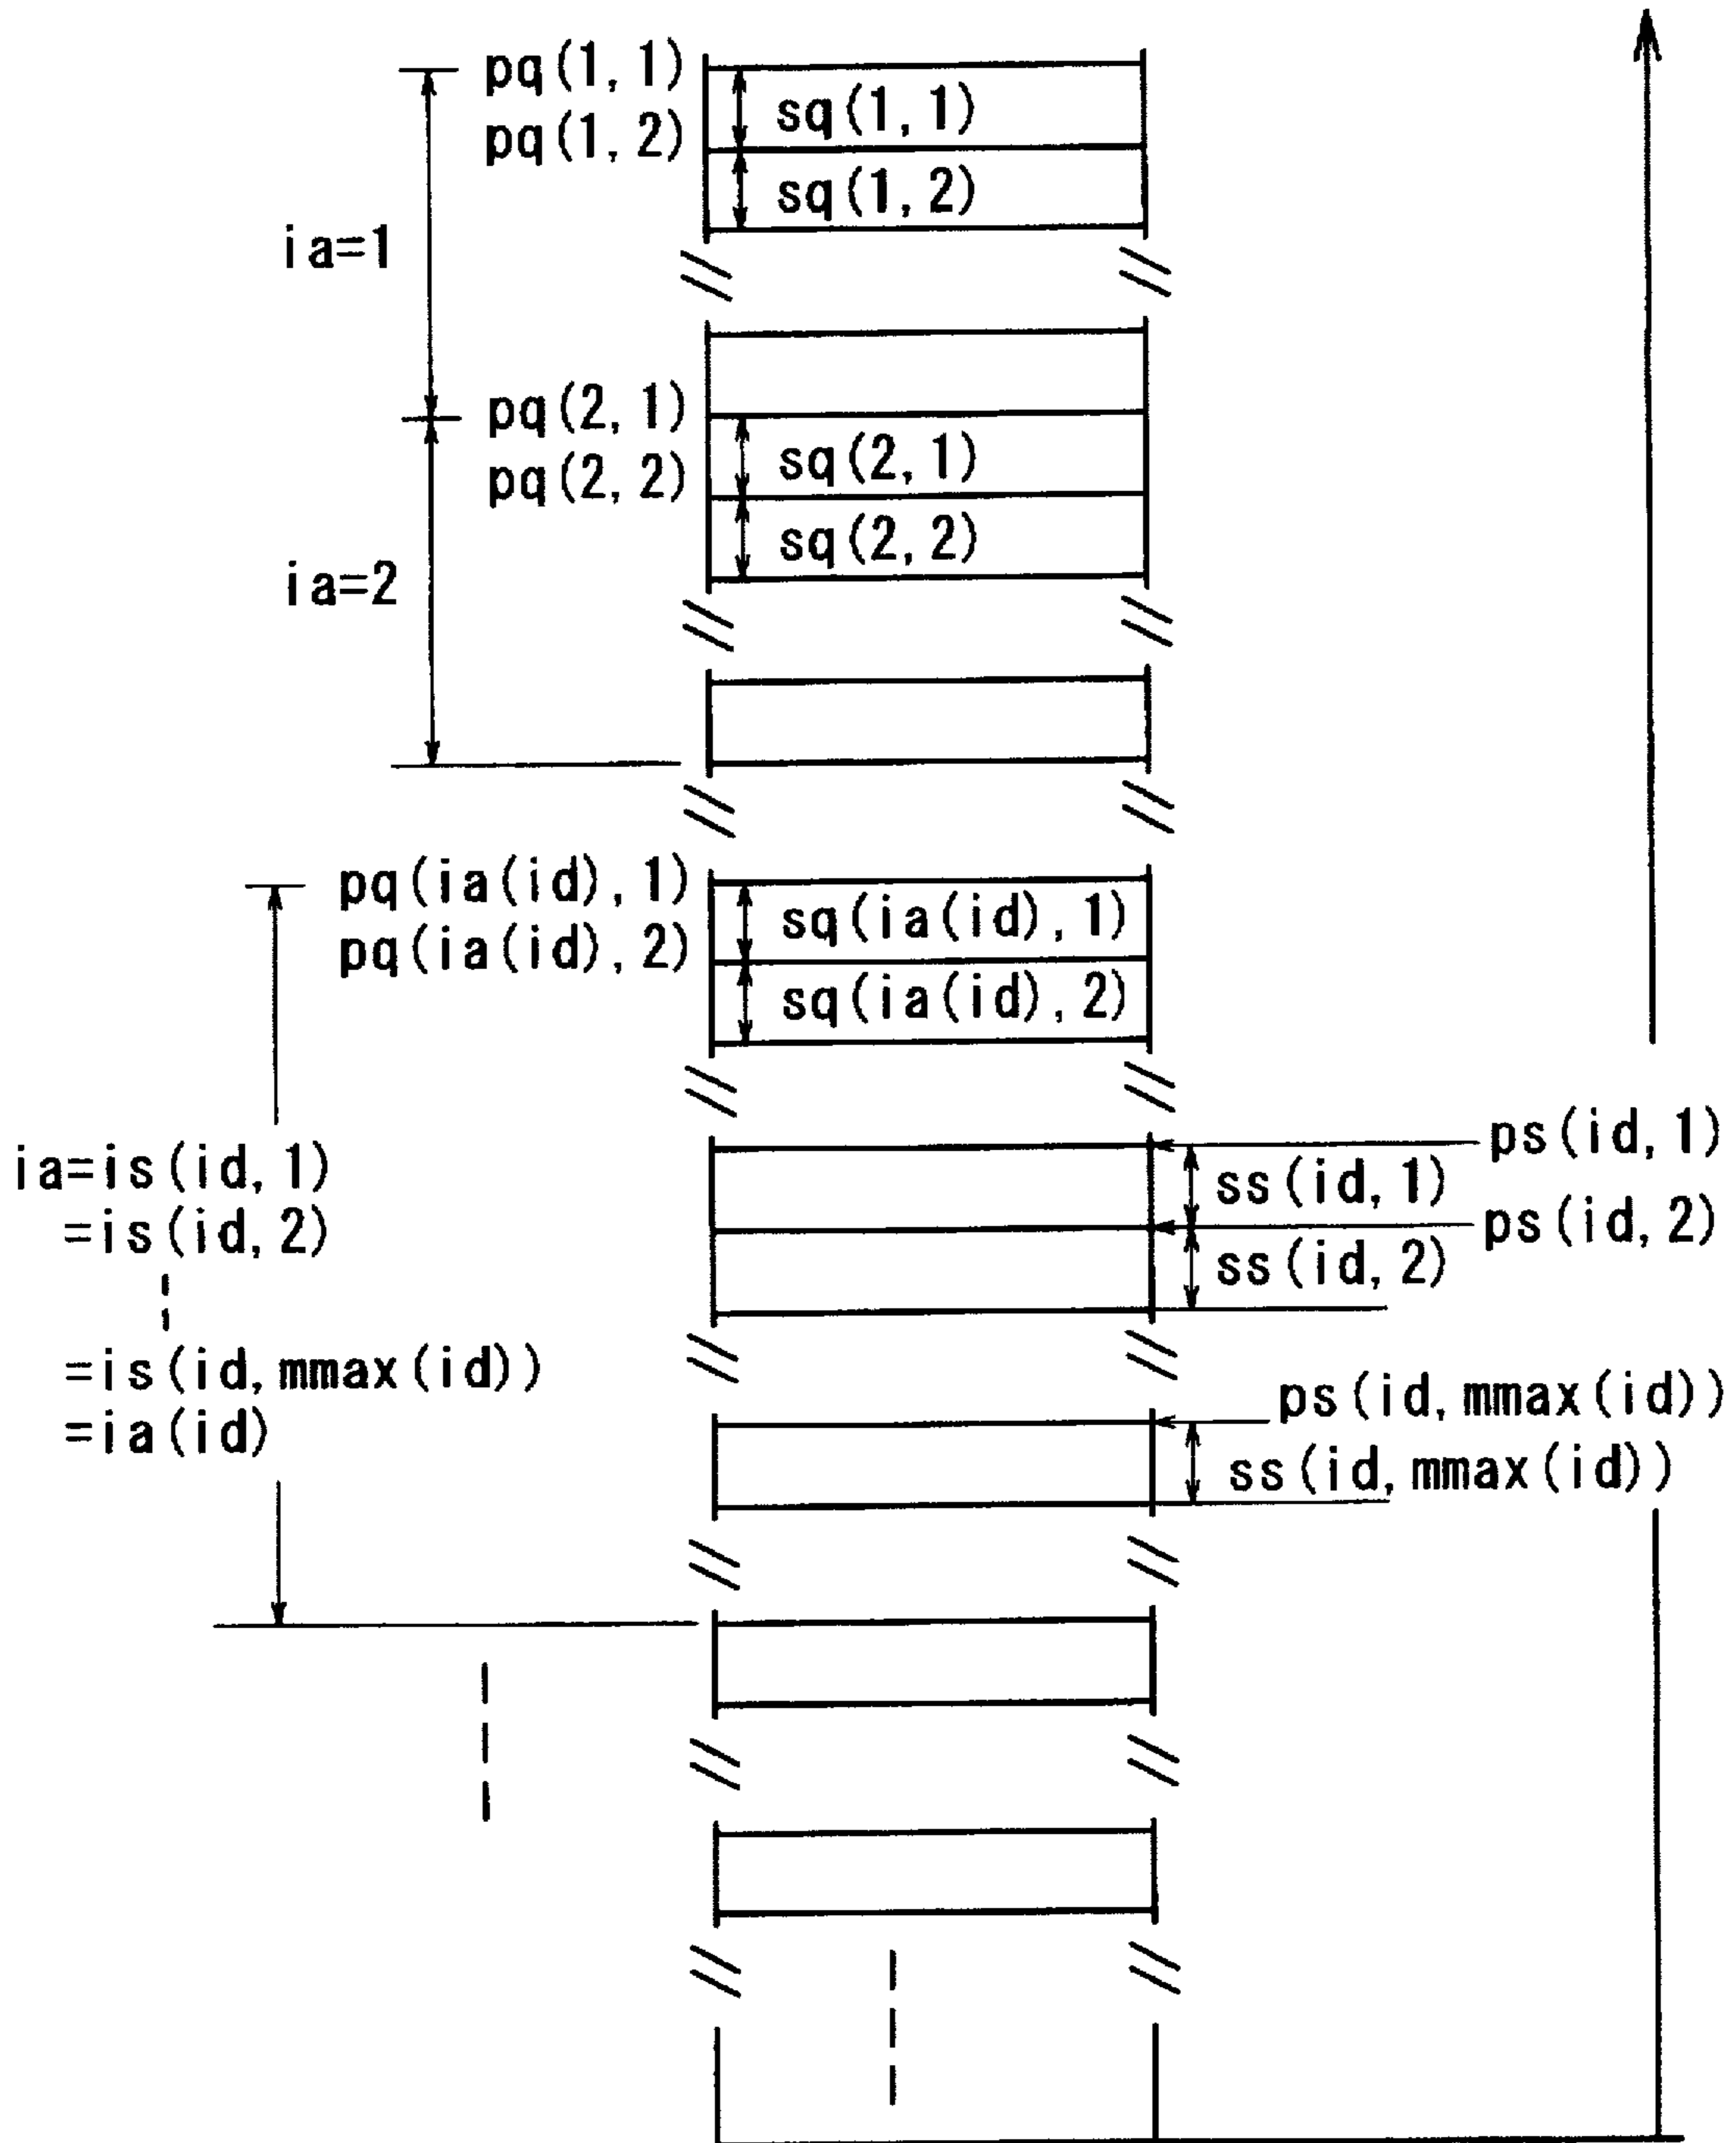 pq(1,1)
sq(1,1)
pq(1,2)
sq(1,2)
ia=1
pq(2,1)
sq(2,1)
pq(2,2)
sq(2,2)
ia=2
pq(ia(id),1)
sq(ia(id),1)
pq(ia(id),2)
sq(ia(id),2)
ps(id,1)
ia=is(id,1)
ss(id,1)
=is(id,2)
ps(id,2)
ss(id,2)
=is(id,mmax(id))
ps(id,mmax(id))
=ia(id)
ss(id,mmax(id))